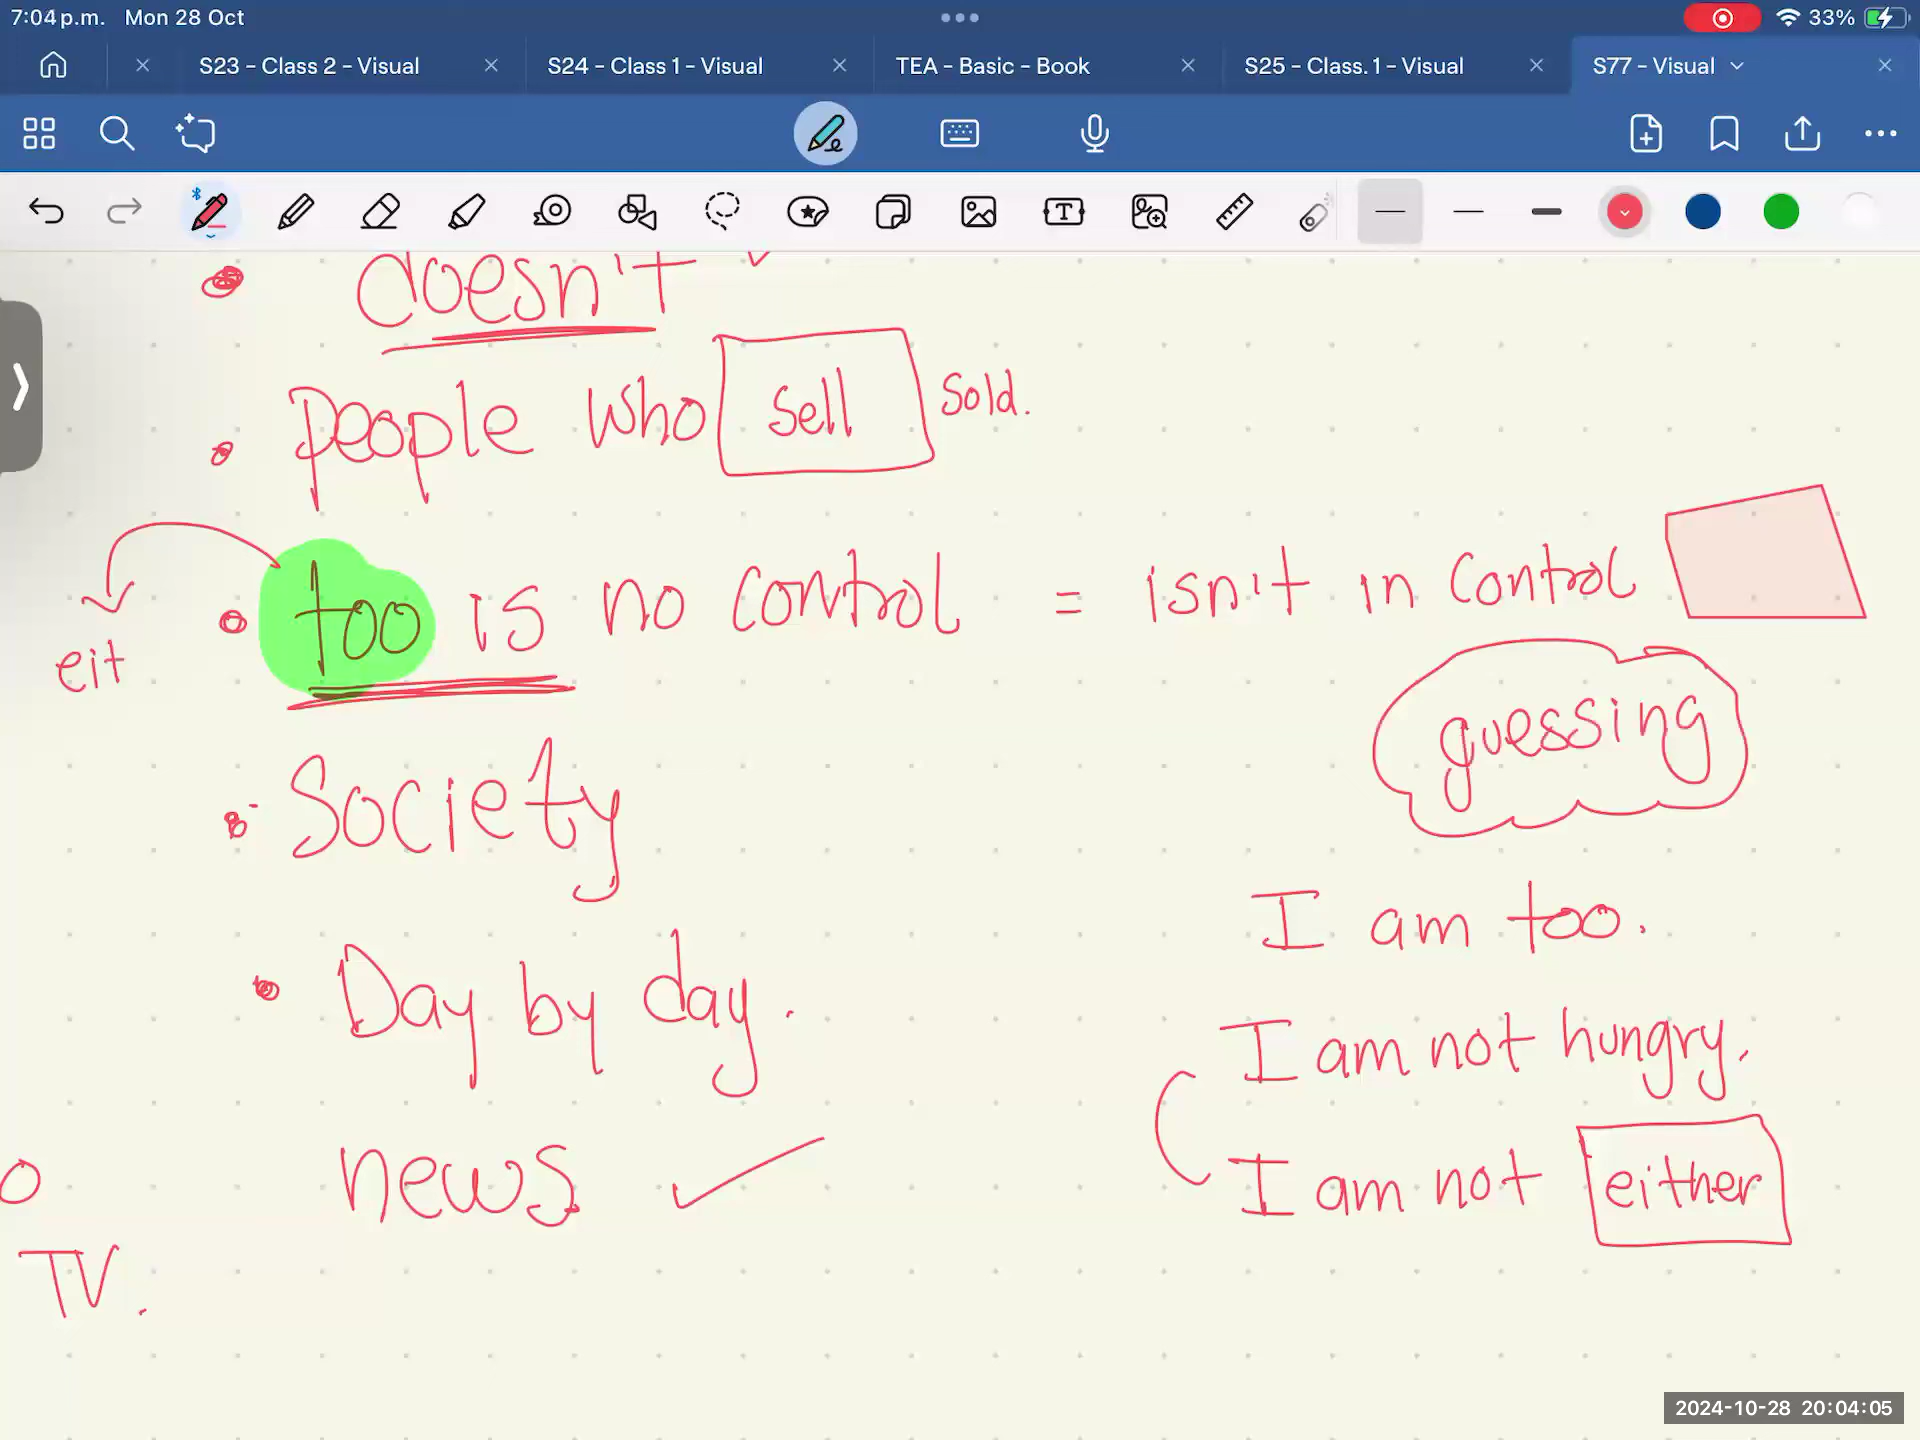 7:04 p.m. Mon 28 Oct
33%
S23 - Class 2 - Visual
S24 - Class 1 - Visual
TEA - Basic - Book
S25 - Class. 1 - Visual
S77 - Visual
doesn't
people who sell sold.
too is no control = isn't in control
eit
guessing
Society
I am too.
Day by day.
I am not hungry.
news
I am not either
TV.
2024-10-28 20:04:05